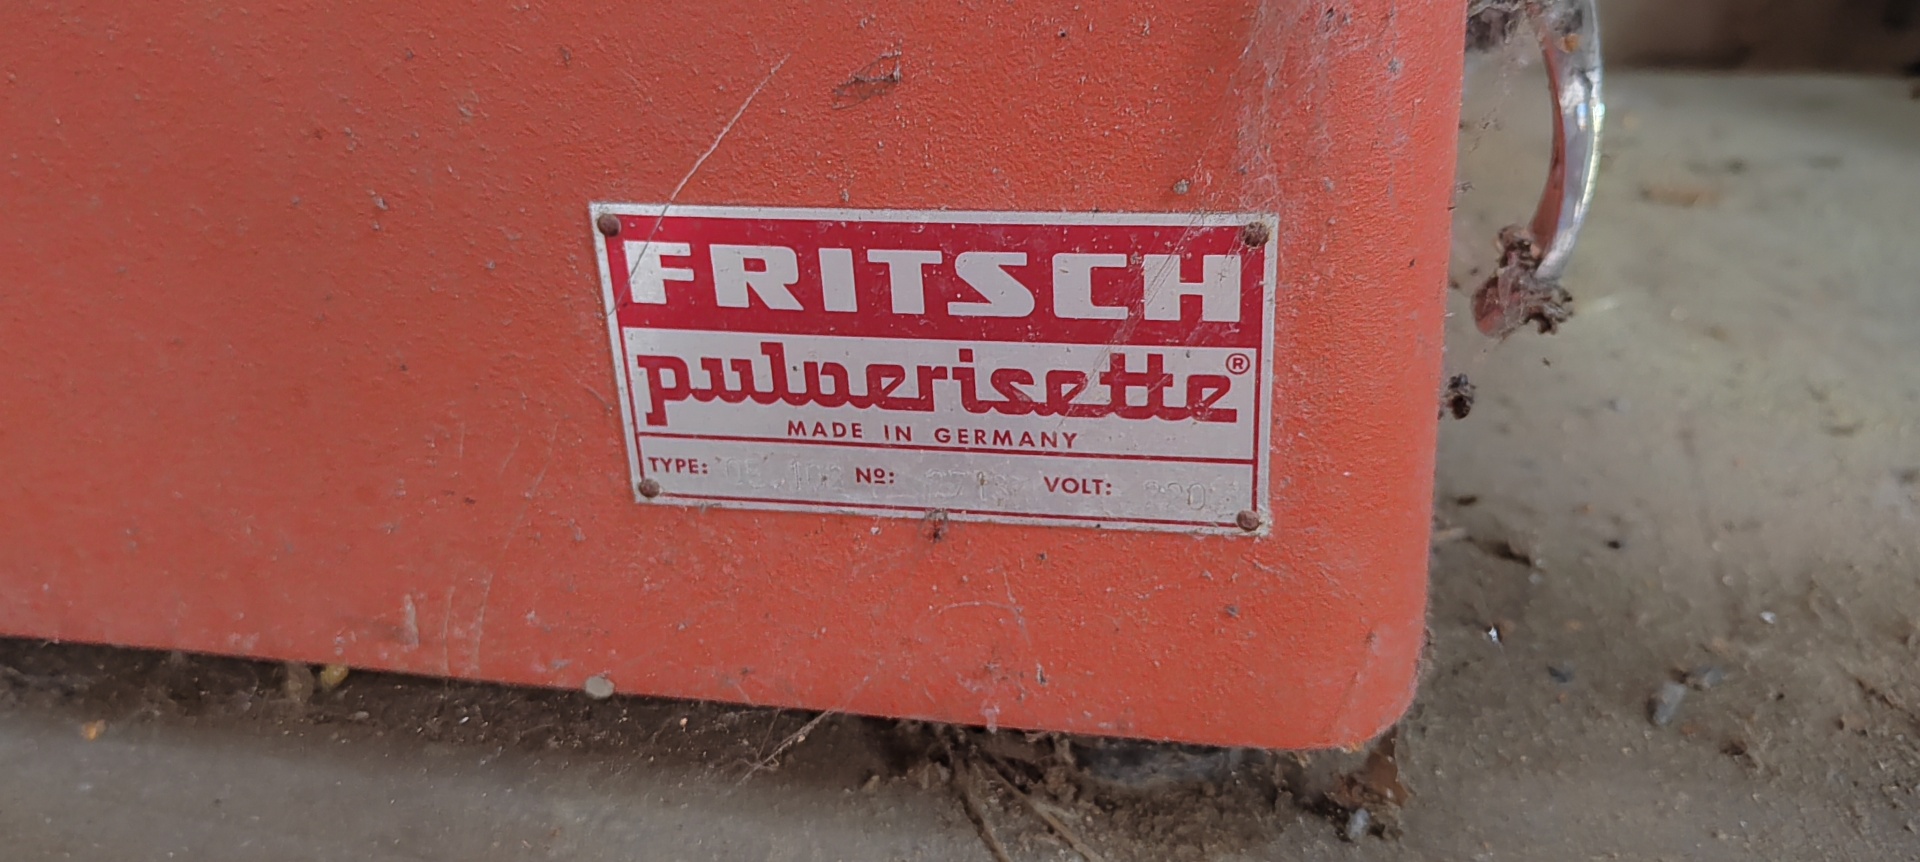 FRITSCH
pulverisette®
MADE IN GERMANY
TYPE: Nº: VOLT: